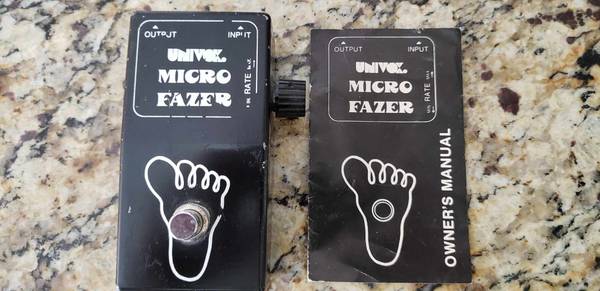 OUTPUT INPUT
UNIVOX.
MICRO
FAZER
RATE
OUTPUT INPUT
UNIVOX.
MICRO
FAZER
RATE
OWNER'S MANUAL